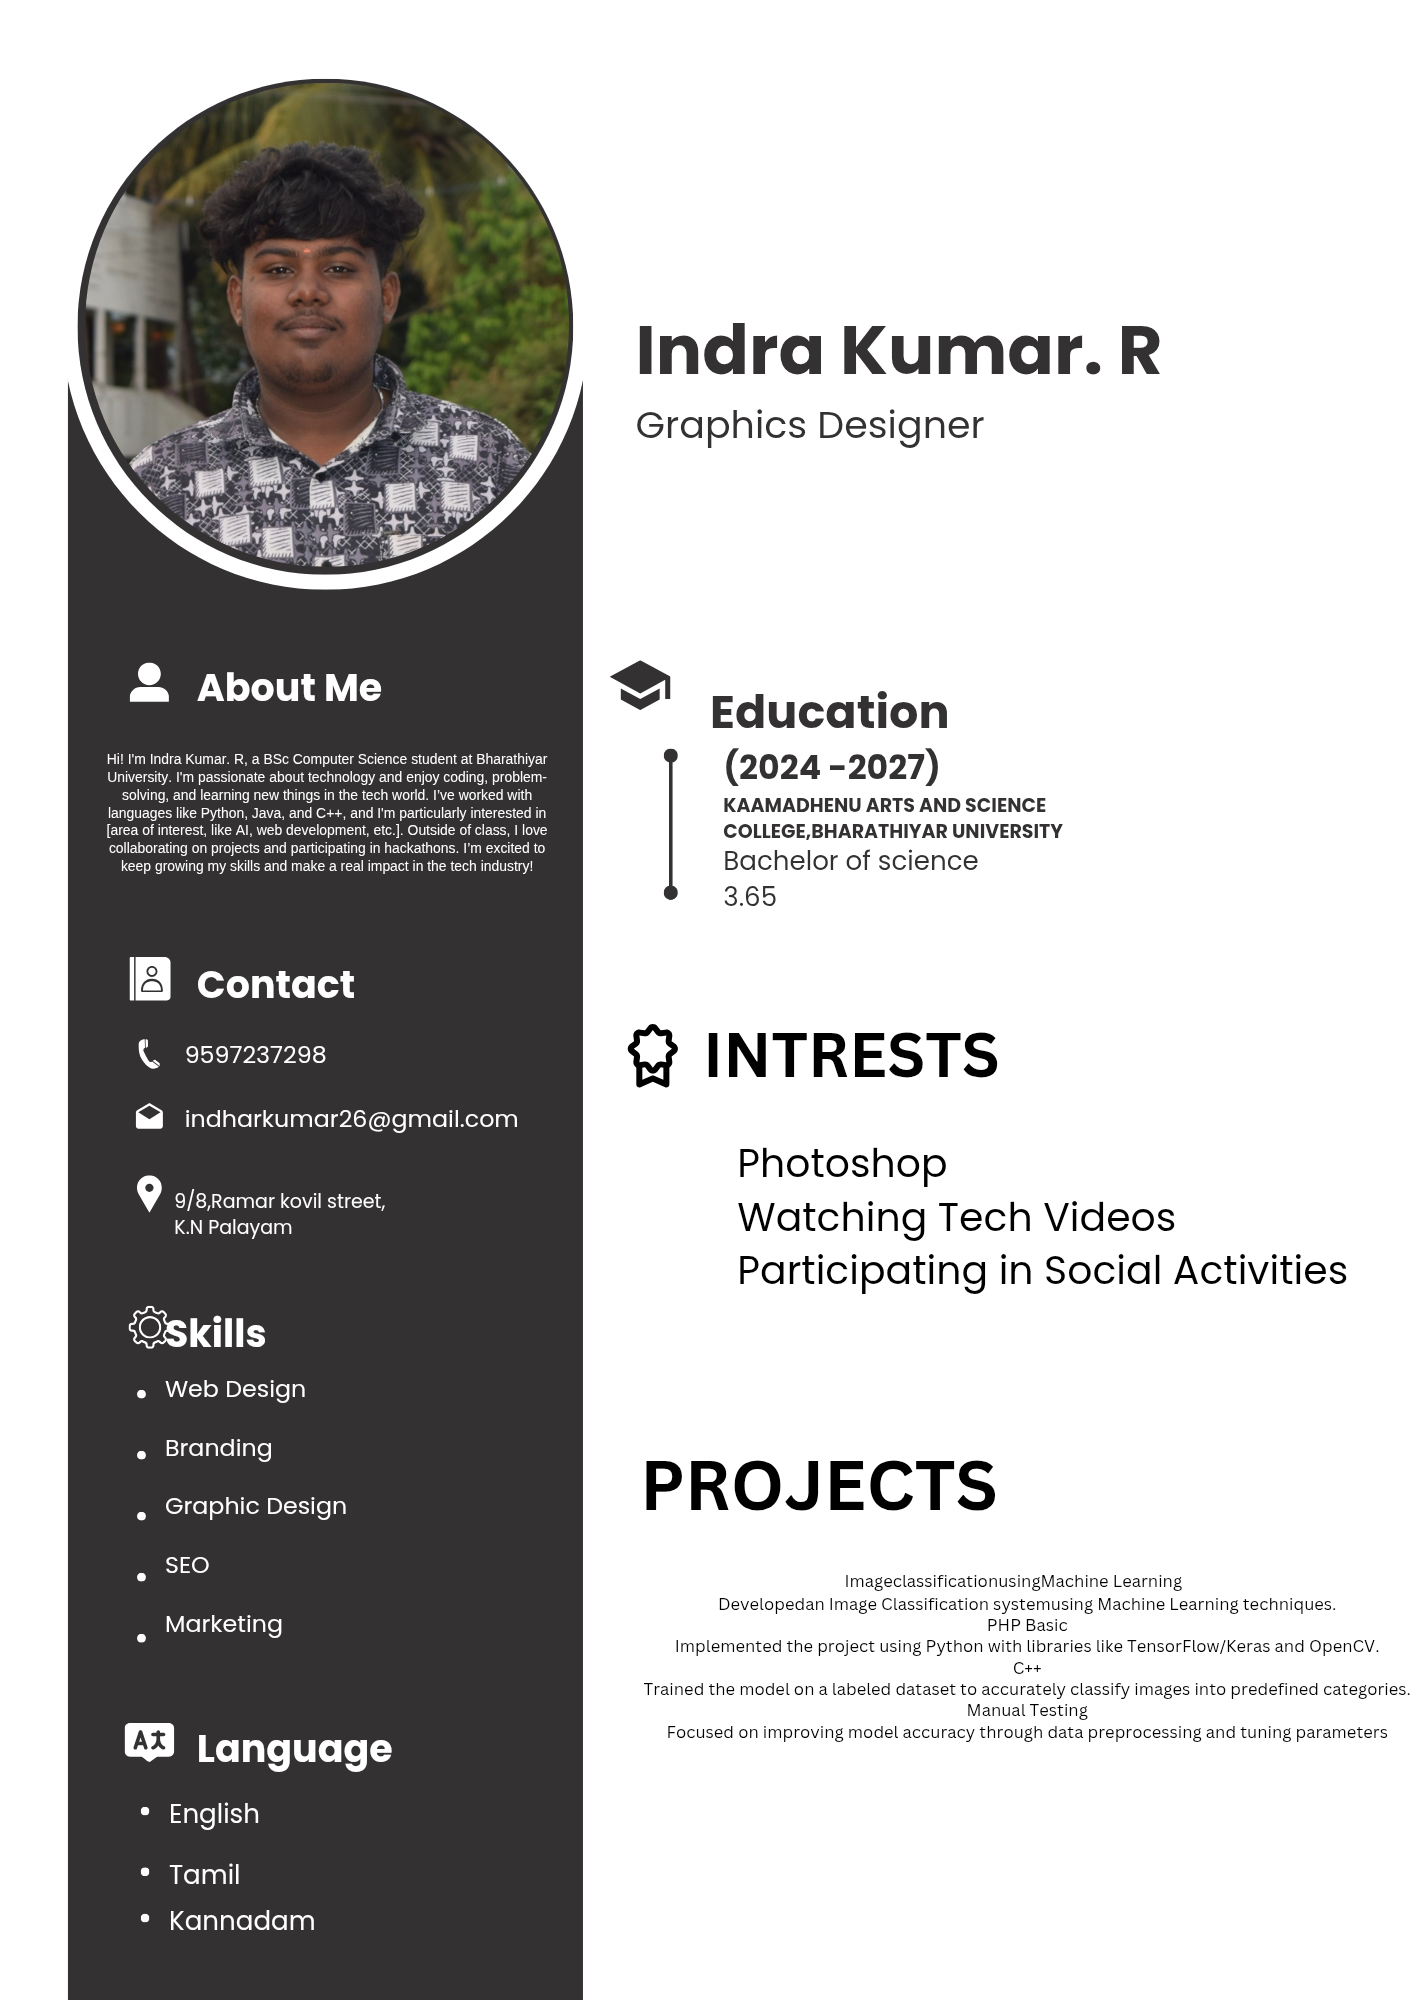 Indra Kumar. R
Graphics Designer
About Me
Hi! I'm Indra Kumar. R, a BSc Computer Science student at Bharathiyar
University. I'm passionate about technology and enjoy coding, problem-
solving, and learning new things in the tech world. I've worked with
languages like Python, Java, and C++, and I'm particularly interested in
[area of interest, like AI, web development, etc.]. Outside of class, I love
collaborating on projects and participating in hackathons. I'm excited to
keep growing my skills and make a real impact in the tech industry!
Contact
9597237298
indharkumar26@gmail.com
9/8,Ramar kovil street,
K.N Palayam
Skills
• Web Design
• Branding
• Graphic Design
• SEO
• Marketing
Language
• English
• Tamil
• Kannadam
Education
(2024 -2027)
KAAMADHENU ARTS AND SCIENCE
COLLEGE,BHARATHIYAR UNIVERSITY
Bachelor of science
3.65
INTRESTS
Photoshop
Watching Tech Videos
Participating in Social Activities
PROJECTS
ImageclassificationusingMachine Learning
Developedan Image Classification systemusing Machine Learning techniques.
PHP Basic
Implemented the project using Python with libraries like TensorFlow/Keras and OpenCV.
C++
Trained the model on a labeled dataset to accurately classify images into predefined categories.
Manual Testing
Focused on improving model accuracy through data preprocessing and tuning parameters